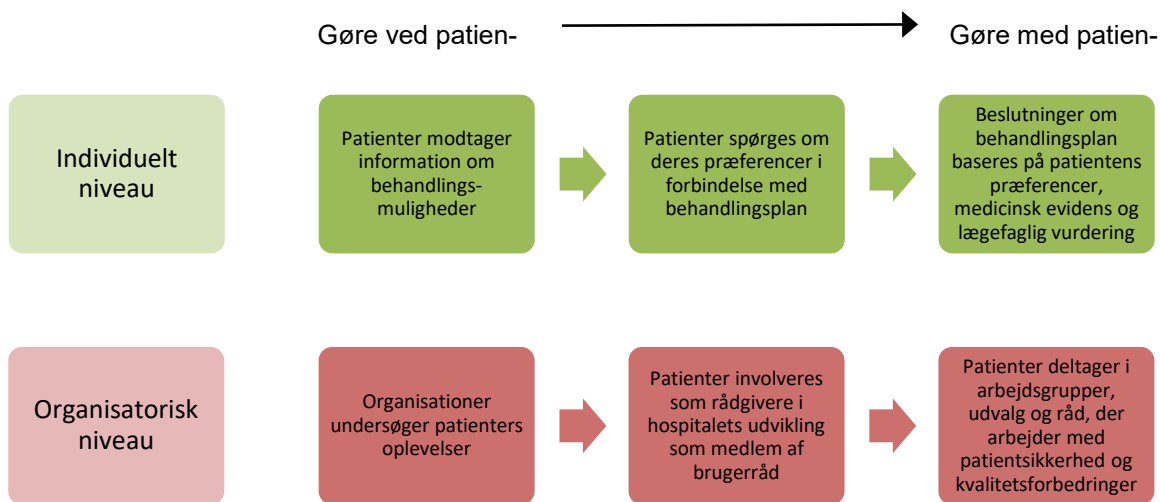 Gøre ved patien-
Gøre med patien-
Individuelt
niveau
Patienter modtager
information om
behandlings-
muligheder
Patienter spørges om
deres præferencer i
forbindelse med
behandlingsplan
Beslutninger om
behandlingsplan
baseres på patientens
præferencer,
medicinsk evidens og
lægefaglig vurdering
Organisatorisk
niveau
Organisationer
undersøger patienters
oplevelser
Patienter involveres
som rådgivere i
hospitalets udvikling
som medlem af
brugerråd
Patienter deltager i
arbejdsgrupper,
udvalg og råd, der
arbejder med
patientsikkerhed og
kvalitetsforbedringer